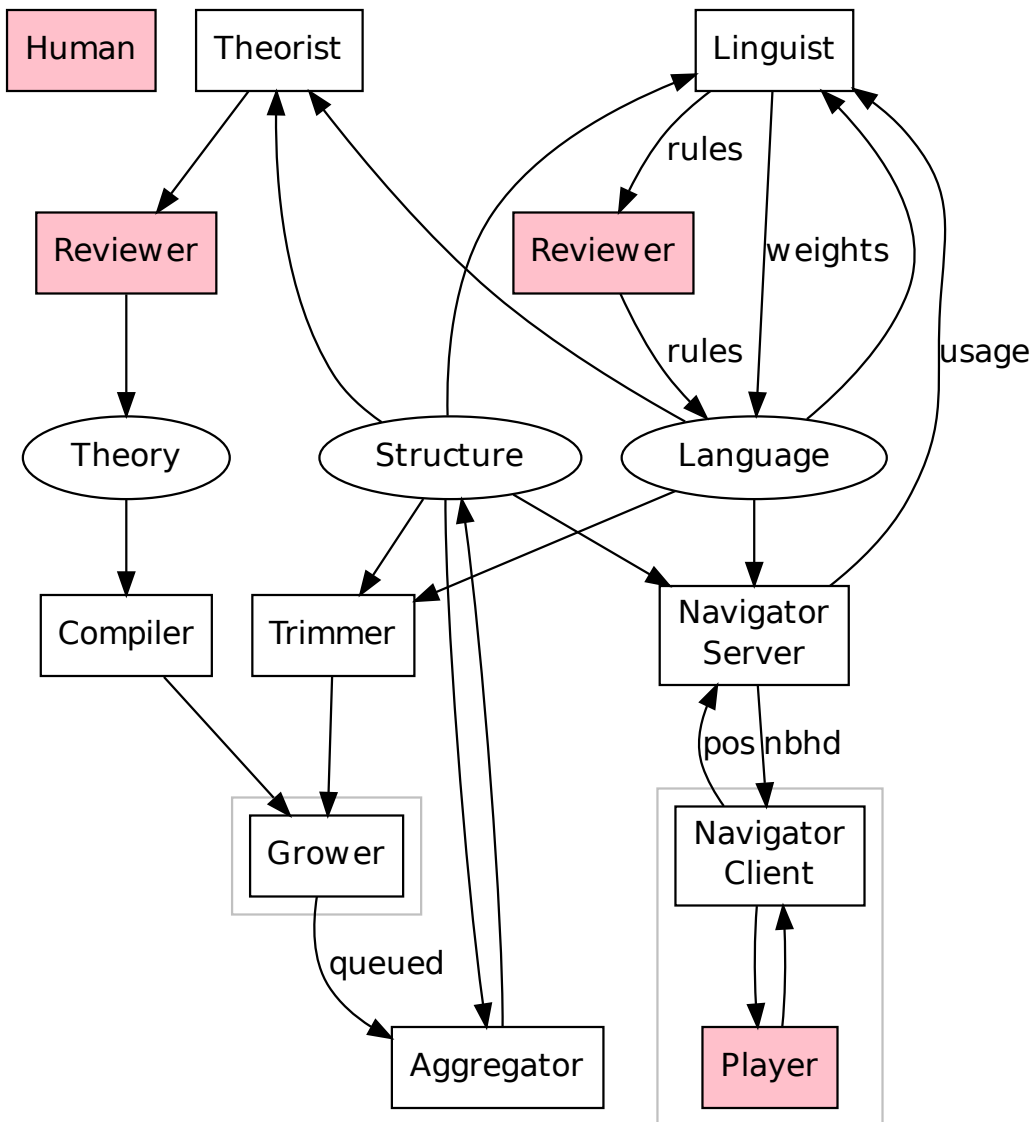 Human
Theorist
Linguist
rules
Reviewer
Reviewer
weights
rules
usage
Theory
Structure
Language
Compiler
Trimmer
Navigator
Server
pos
nbhd
Grower
Navigator
Client
queued
Aggregator
Player